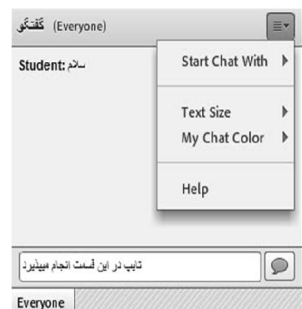 گفتگو (Everyone)
Start Chat With
Student: سلام
Text Size
My Chat Color
Help
تایپ در این قسمت انجام میپذیرد
Everyone